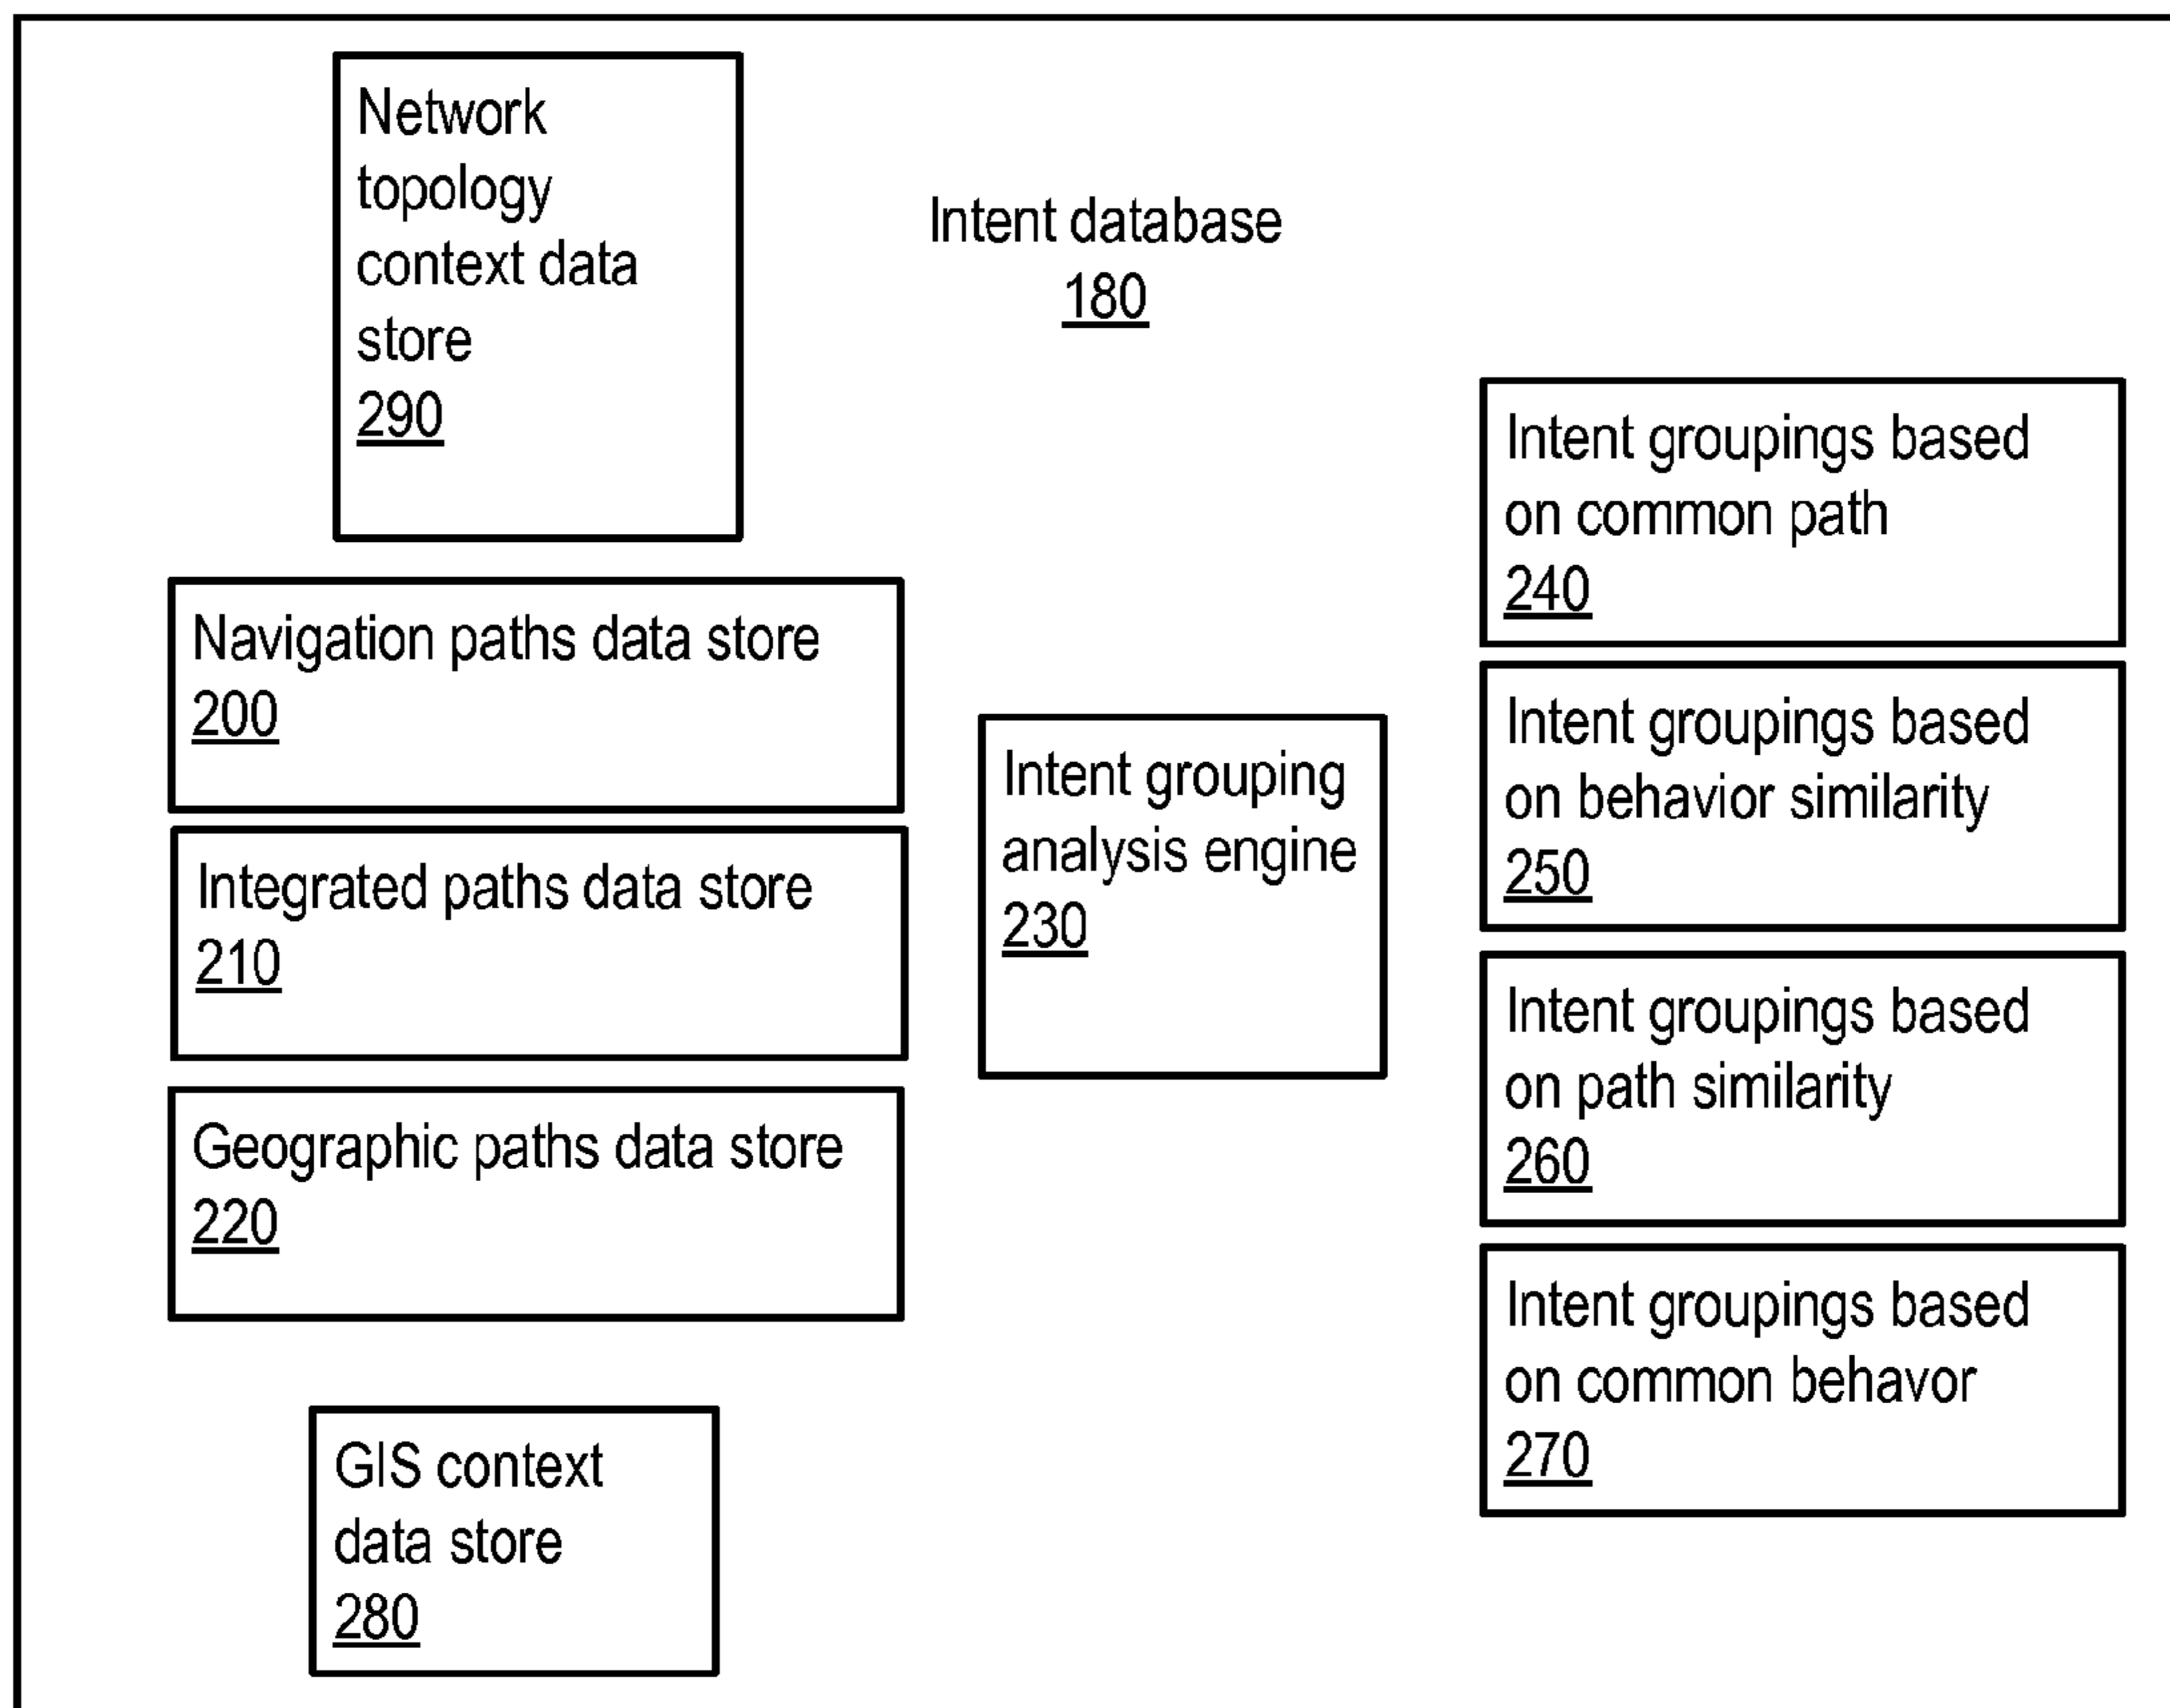 Network
topology
context data
store
290
Intent database
180
Navigation paths data store
200
Integrated paths data store
210
Geographic paths data store
220
GIS context
data store
280
Intent grouping
analysis engine
230
Intent groupings based
on common path
240
Intent groupings based
on behavior similarity
250
Intent groupings based
on path similarity
260
Intent groupings based
on common behavor
270